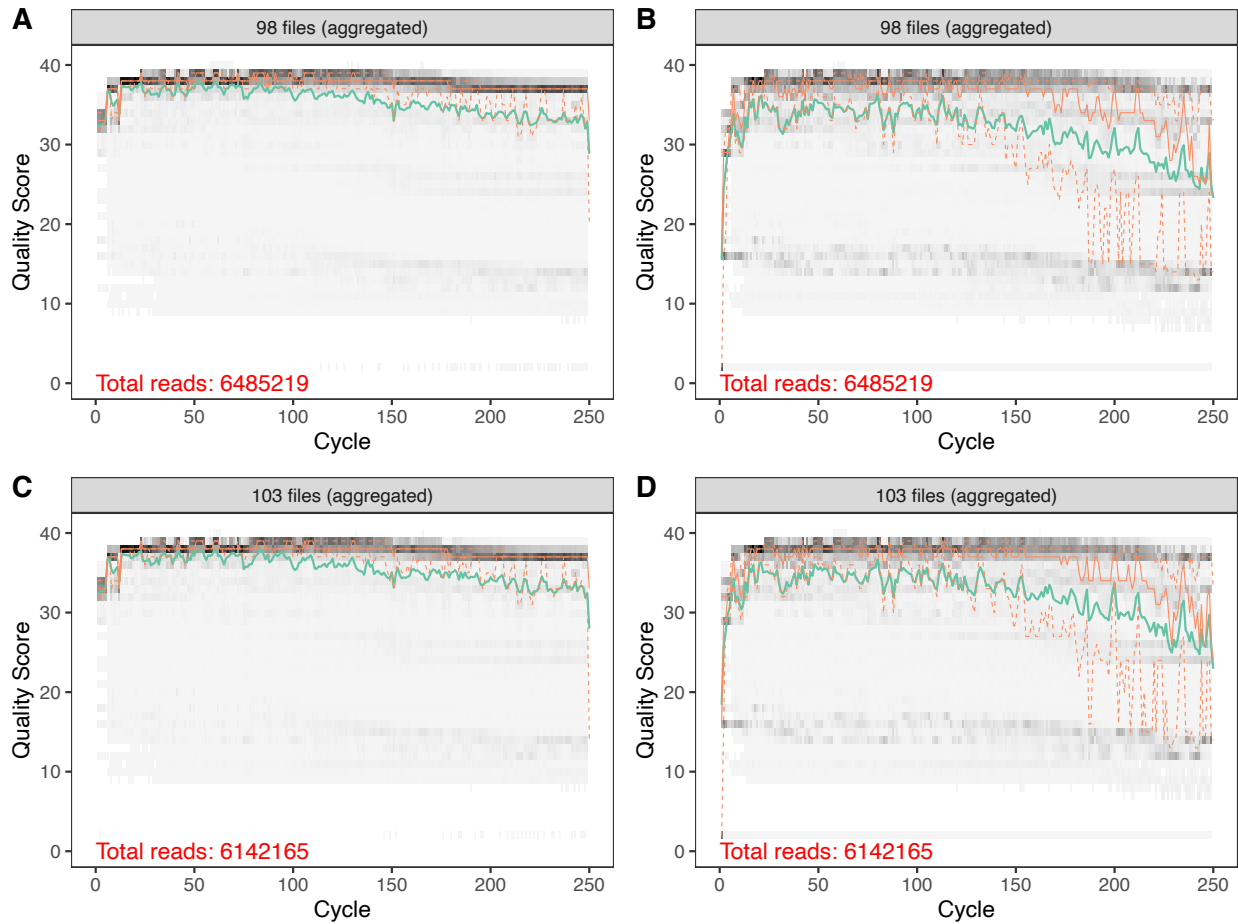 A
98 files (aggregated)
40
30
20
10
0
Quality Score
Total reads: 6485219
0 50 100 150 200 250
Cycle
B
98 files (aggregated)
40
30
20
10
0
Quality Score
Total reads: 6485219
0 50 100 150 200 250
Cycle
C
103 files (aggregated)
40
30
20
10
0
Quality Score
Total reads: 6142165
0 50 100 150 200 250
Cycle
D
103 files (aggregated)
40
30
20
10
0
Quality Score
Total reads: 6142165
0 50 100 150 200 250
Cycle